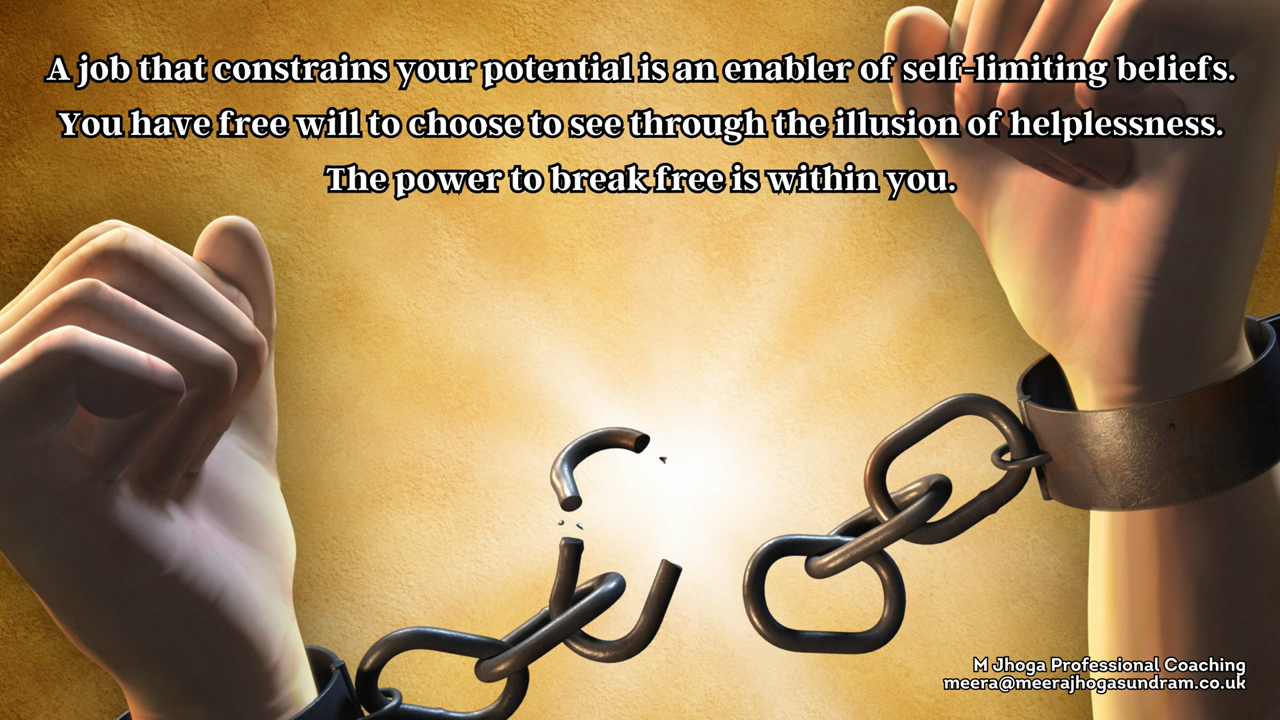 A job that constrains your potential is an enabler of self-limiting beliefs.
You have free will to choose to see through the illusion of helplessness.
The power to break free is within you.
M Jhoga Professional Coaching
meera@meerajhogasundram.co.uk